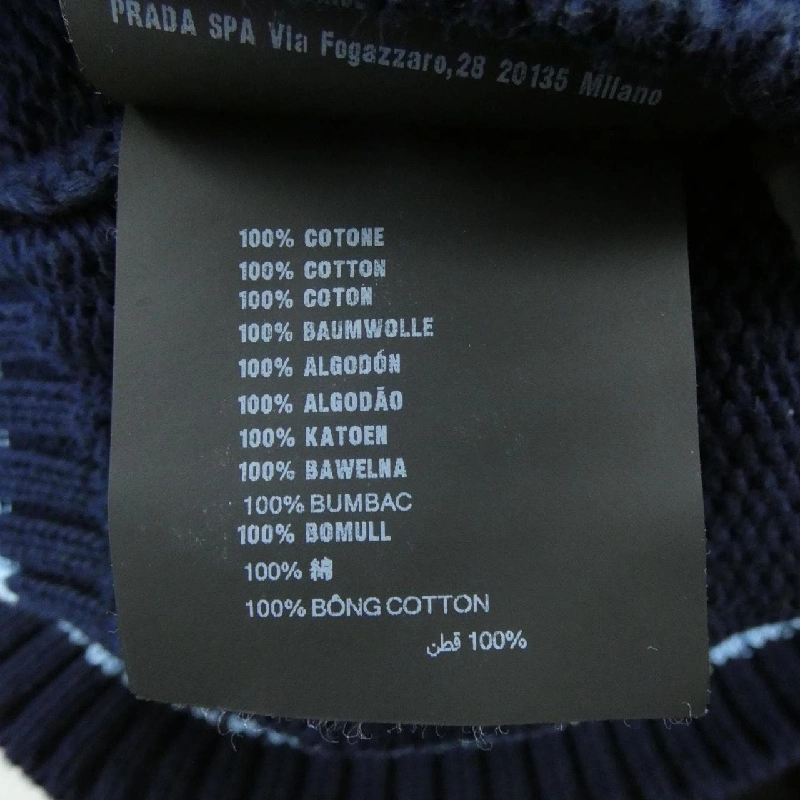 PRADA SPA Via Fogazzaro,28 20135 Milano
100% COTONE
100% COTTON
100% COTON
100% BAUMWOLLE
100% ALGODÓN
100% ALGODÃO
100% KATOEN
100% BAWELNA
100% BUMBAC
100% BOMULL
100% 綿
100% BÔNG COTTON
100% قطن